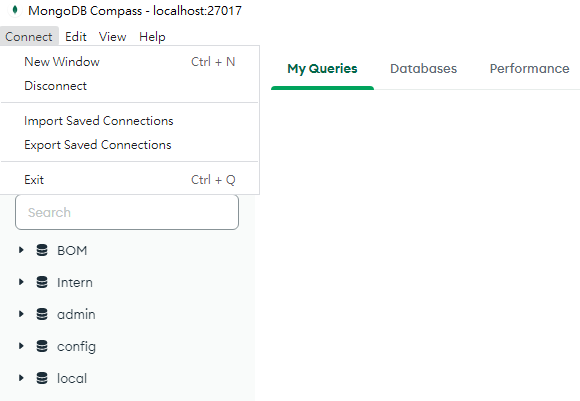 MongoDB Compass - localhost:27017
Connect Edit View Help
New Window Ctrl + N
Disconnect
Import Saved Connections
Export Saved Connections
Exit Ctrl + Q
My Queries Databases Performance
Search
BOM
Intern
admin
config
local